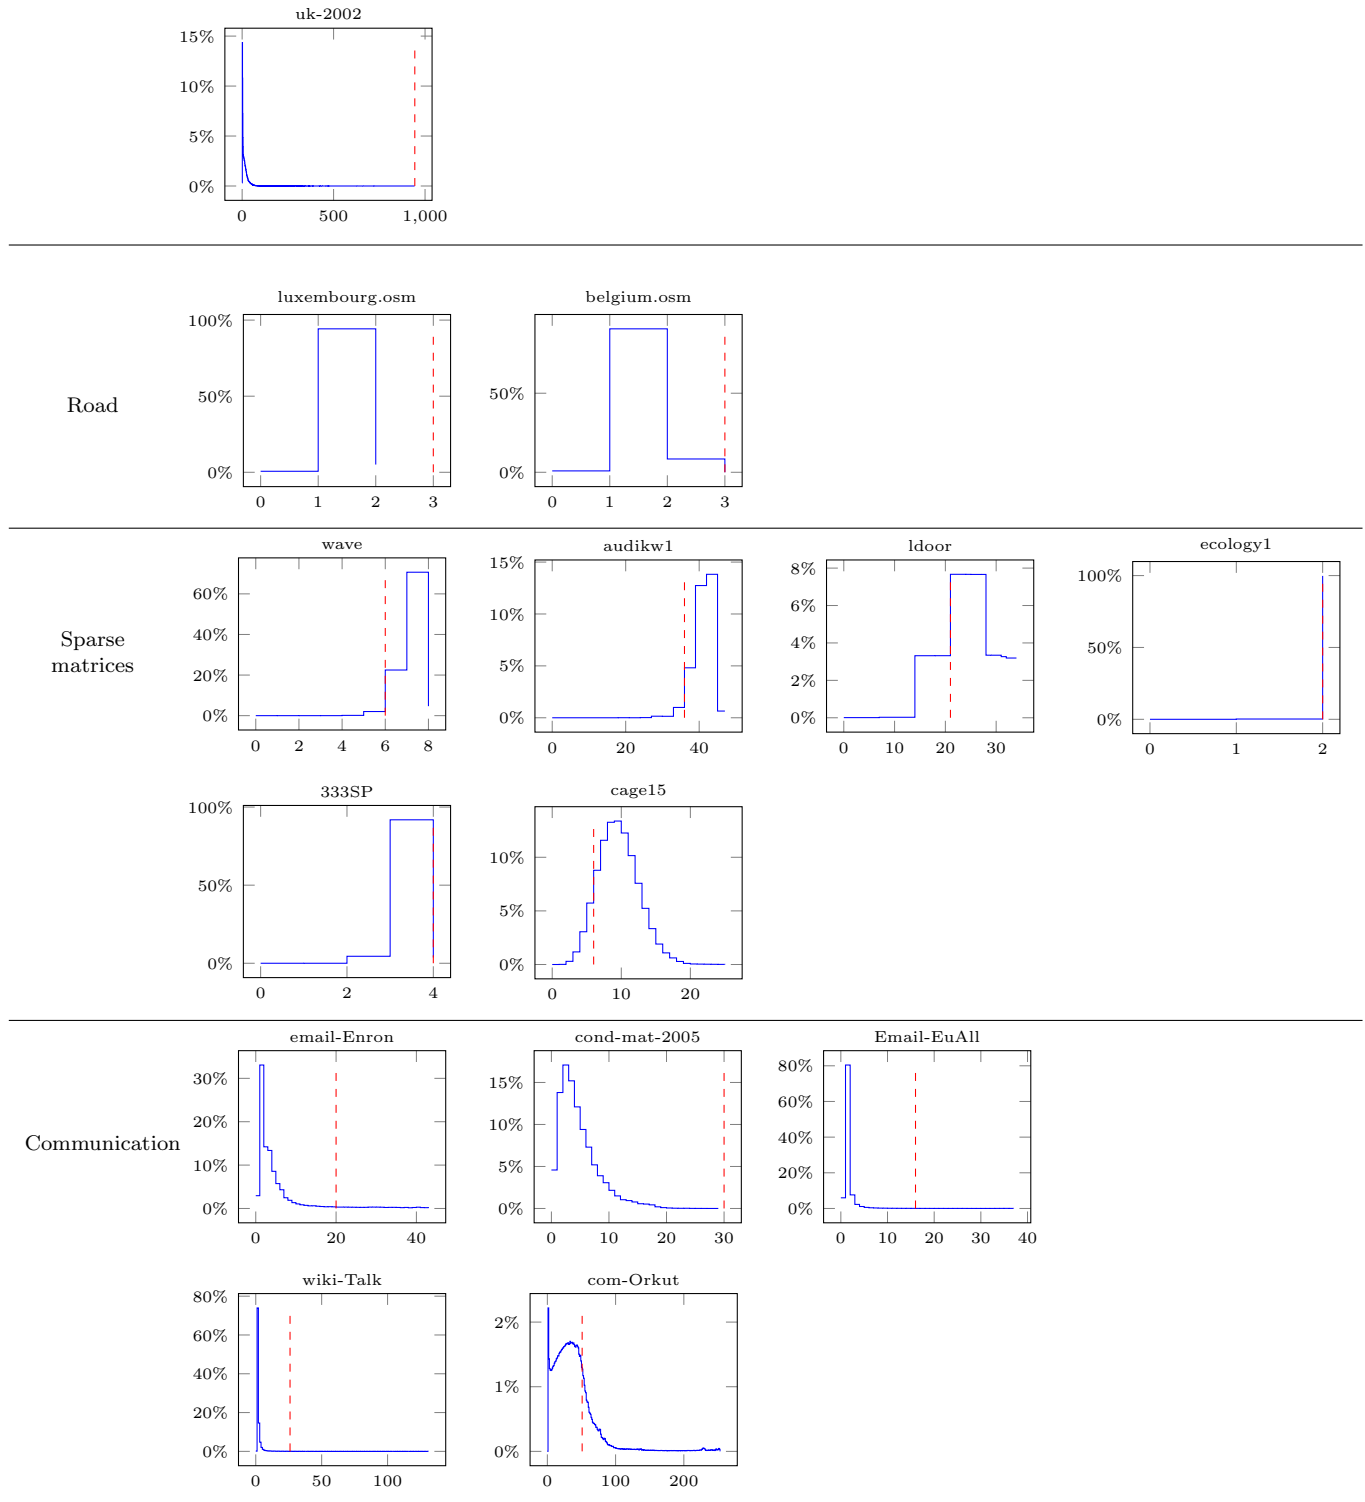 uk-2002
15%
10%
5%
0%
0 500 1,000
luxembourg.osm belgium.osm
100%
50%
0%
0 1 2 3
50%
0%
0 1 2 3
Road
wave audikw1 ldoor ecology1
60%
40%
20%
0%
0 2 4 6 8
15%
10%
5%
0%
0 20 40
8%
6%
4%
2%
0%
0 10 20 30
100%
50%
0%
0 1 2
Sparse
matrices
333SP cage15
100%
50%
0%
0 2 4
10%
5%
0%
0 10 20
email-Enron cond-mat-2005 Email-EuAll
30%
20%
10%
0%
0 20 40
15%
10%
5%
0%
0 10 20 30
80%
60%
40%
20%
0%
0 10 20 30 40
Communication
wiki-Talk com-Orkut
80%
60%
40%
20%
0%
0 50 100
2%
1%
0%
0 100 200